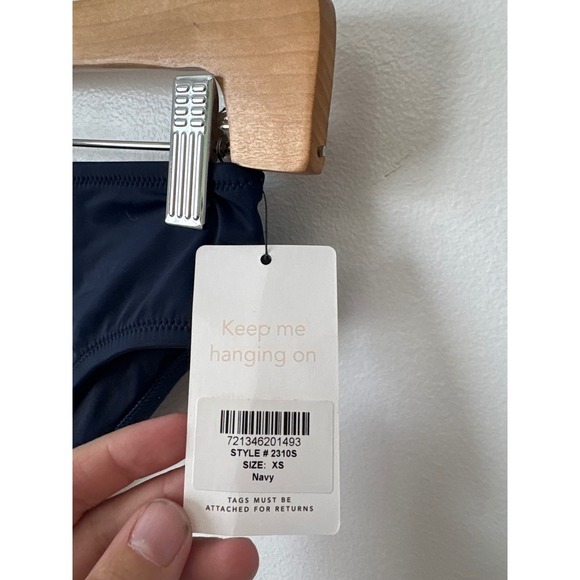 Keep me
hanging on
721346201493
STYLE # 2310S
SIZE: XS
Navy
TAGS MUST BE
ATTACHED FOR RETURNS